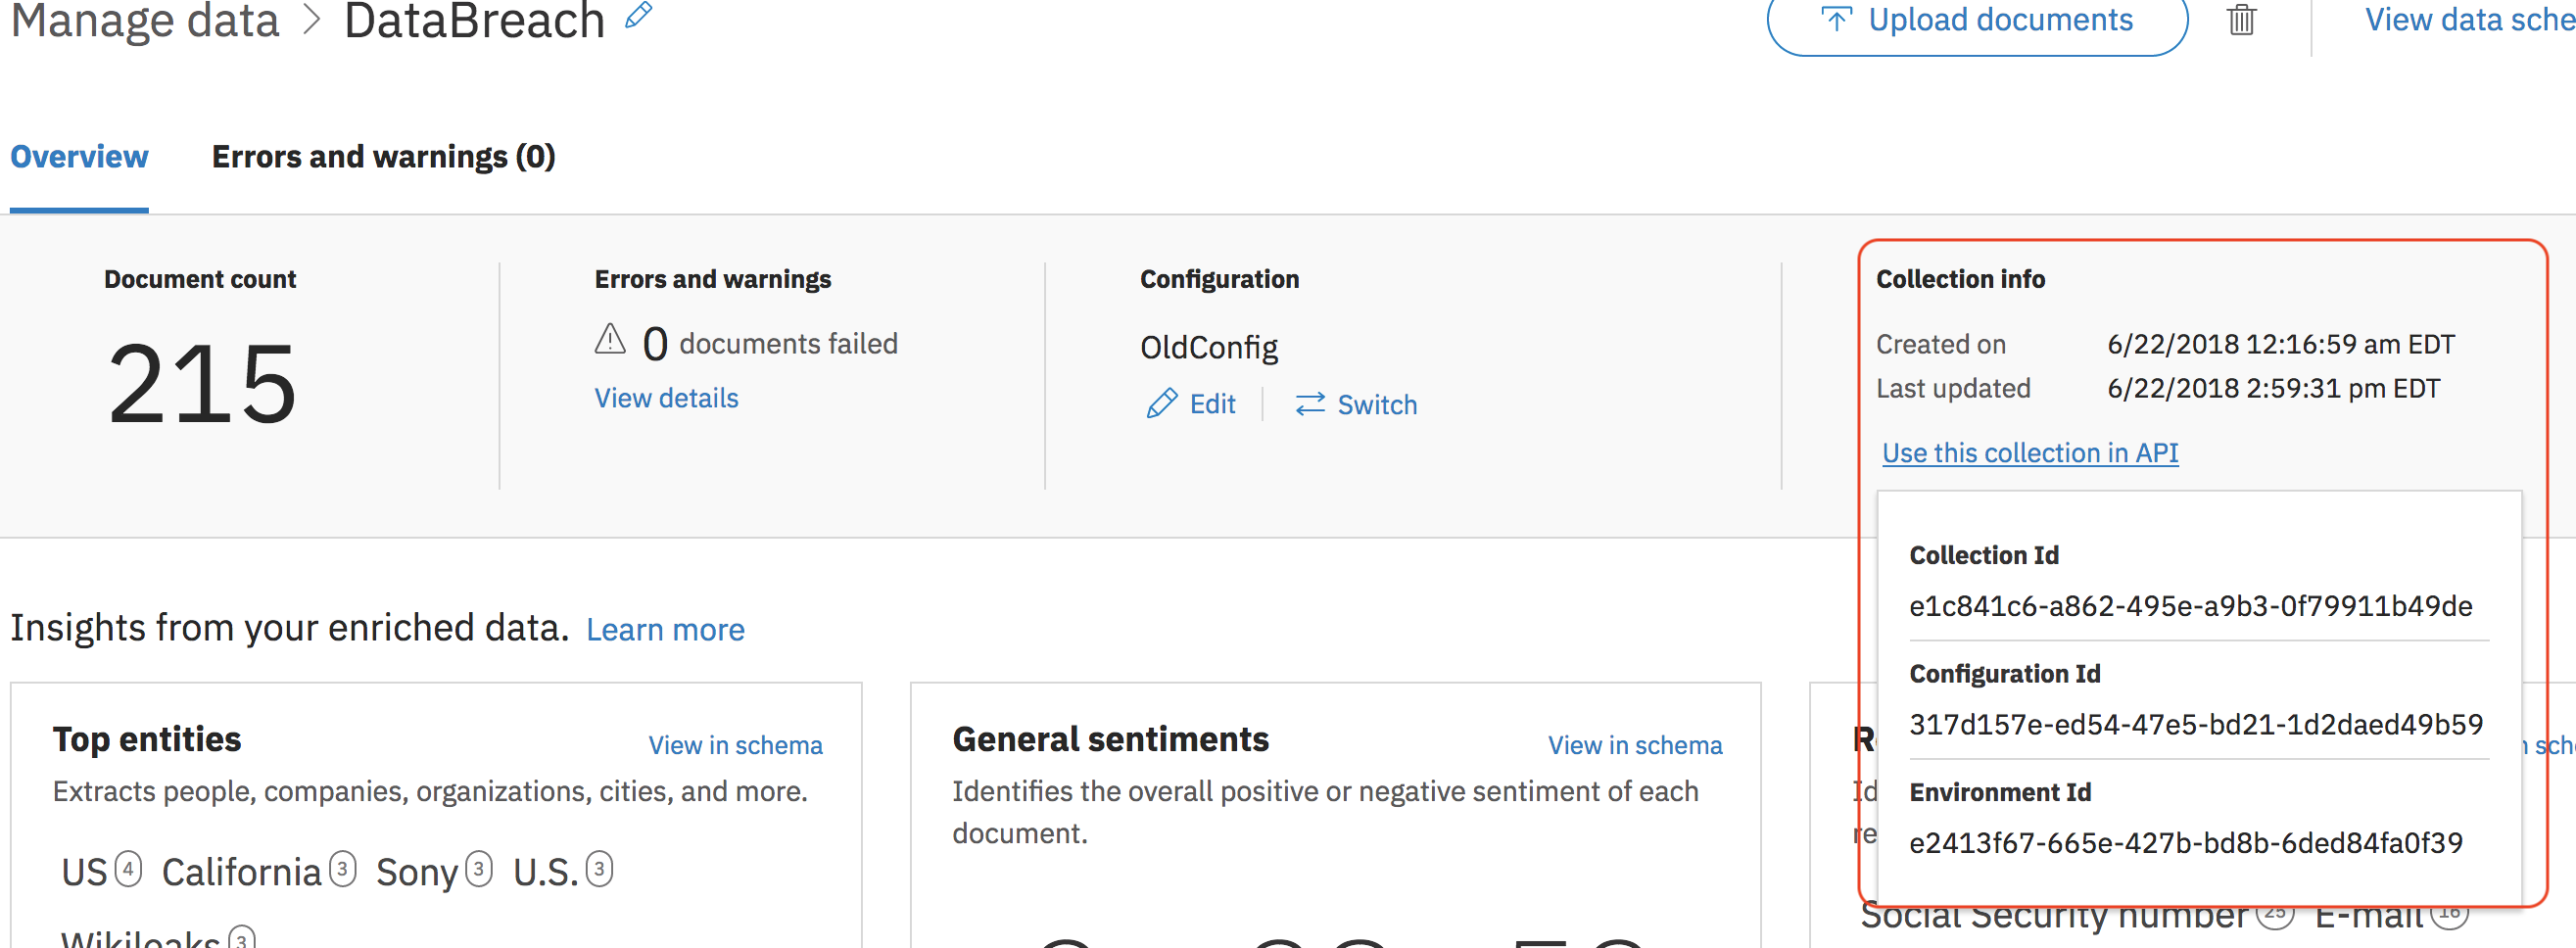 Manage data > DataBreach
Upload documents
View data sche
Overview
Errors and warnings (0)
Document count
215
Errors and warnings
0 documents failed
View details
Configuration
OldConfig
Edit
Switch
Collection info
Created on 6/22/2018 12:16:59 am EDT
Last updated 6/22/2018 2:59:31 pm EDT
Use this collection in API
Collection Id
e1c841c6-a862-495e-a9b3-0f79911b49de
Configuration Id
317d157e-ed54-47e5-bd21-1d2daed49b59
Environment Id
e2413f67-665e-427b-bd8b-6ded84fa0f39
Insights from your enriched data. Learn more
Top entities
View in schema
Extracts people, companies, organizations, cities, and more.
US 4 California 3 Sony 3 U.S. 3
Wikileaks 3
General sentiments
View in schema
Identifies the overall positive or negative sentiment of each
document.
Social Security number 25 E-mail 16